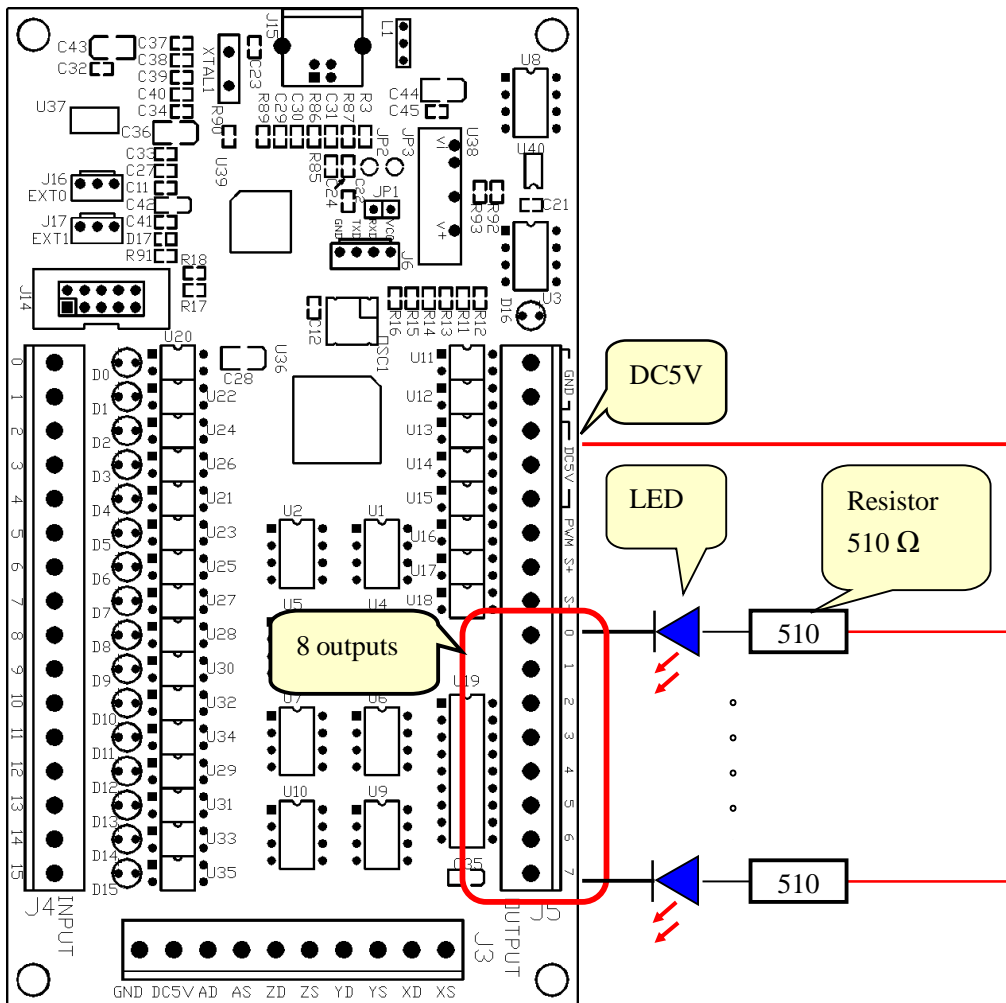 C43
C32
C37
C38
C39
C40
C34
U37
C36
C33
C27
C11
C42
C41
D17
R91
J16
EXT0
J17
EXT1
R18
R17
J14
XTAL1
C23
J15
L1
R90
U39
R89
C29
C30
R86
C31
R87
R3
R85
C24
C22
JP2
JP3
JP1
GND
TXD
RXD
VCC
J6
C44
C45
V1
U38
V+
R93
R92
U8
U40
C21
U3
D16
C12
OSC1
R16
R15
R14
R13
R11
R12
U20
C28
U36
0
1
2
3
4
5
6
7
8
9
10
11
12
13
14
15
D0
D1
D2
D3
D4
D5
D6
D7
D8
D9
D10
D11
D12
D13
D14
D15
U22
U24
U26
U21
U23
U25
U27
U28
U30
U32
U34
U29
U31
U33
U35
U11
U12
U13
U14
U15
U16
U17
U18
U2
U1
U5
U4
U7
U6
U10
U9
U19
C35
GND
DC5V
PWM
S+
S-
0
1
2
3
4
5
6
7
J4
INPUT
J5
OUTPUT
J3
GND DC5V AD AS ZD ZS YD YS XD XS
8 outputs
DC5V
LED
Resistor
510 Ω
510
510